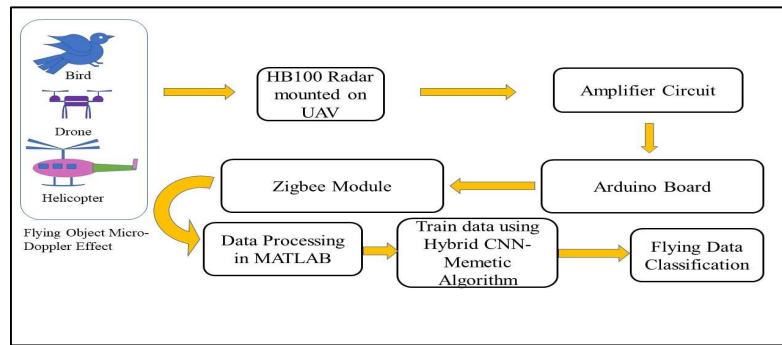 Bird
Drone
Helicopter
Flying Object Micro-
Doppler Effect
HB100 Radar
mounted on
UAV
Amplifier Circuit
Arduino Board
Zigbee Module
Data Processing
in MATLAB
Train data using
Hybrid CNN-
Memetic
Algorithm
Flying Data
Classification